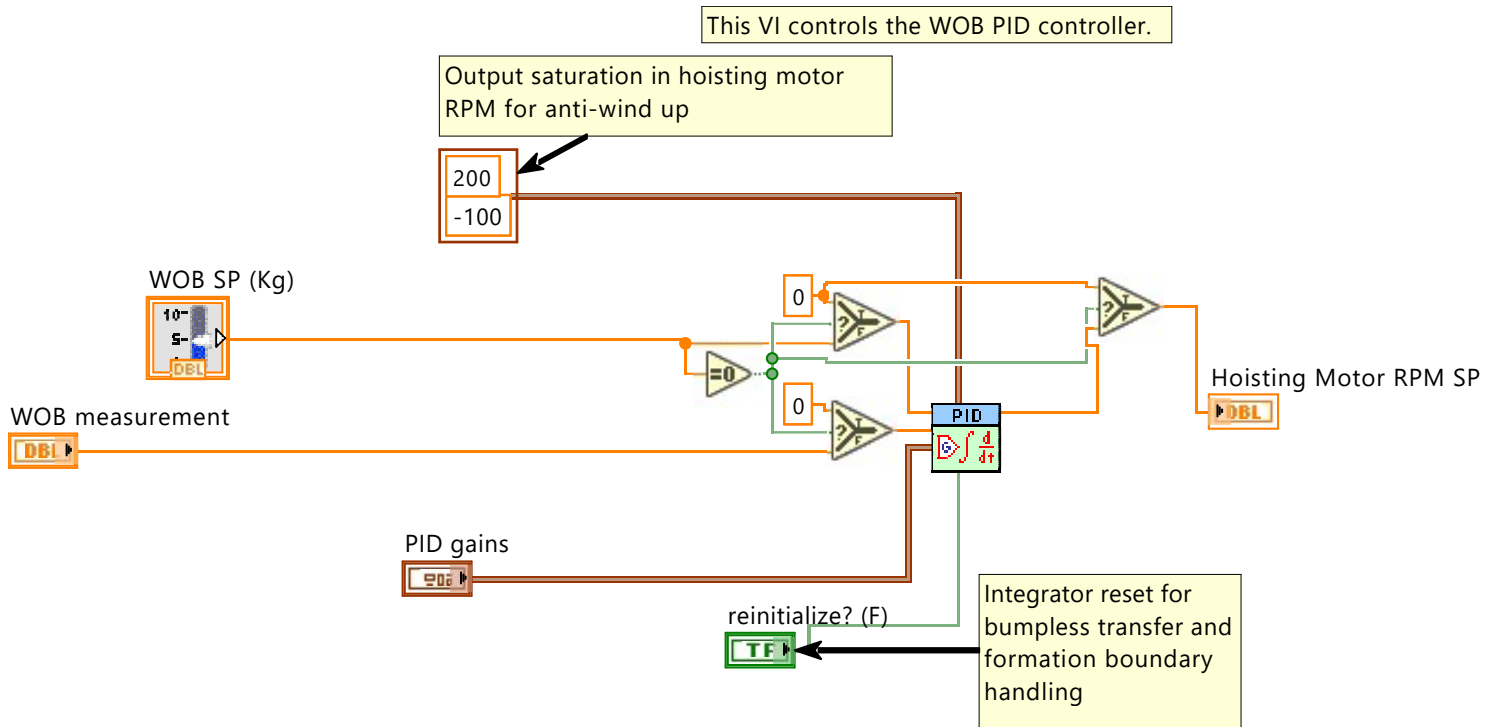 This VI controls the WOB PID controller.
Output saturation in hoisting motor
RPM for anti-wind up
200
-100
WOB SP (Kg)
10
5
DBL
0
?
T
F
=0
0
?
T
F
?
T
F
WOB measurement
DBL
PID
G ∫ d
dt
Hoisting Motor RPM SP
DBL
PID gains
reinitialize? (F)
TF
Integrator reset for
bumpless transfer and
formation boundary
handling